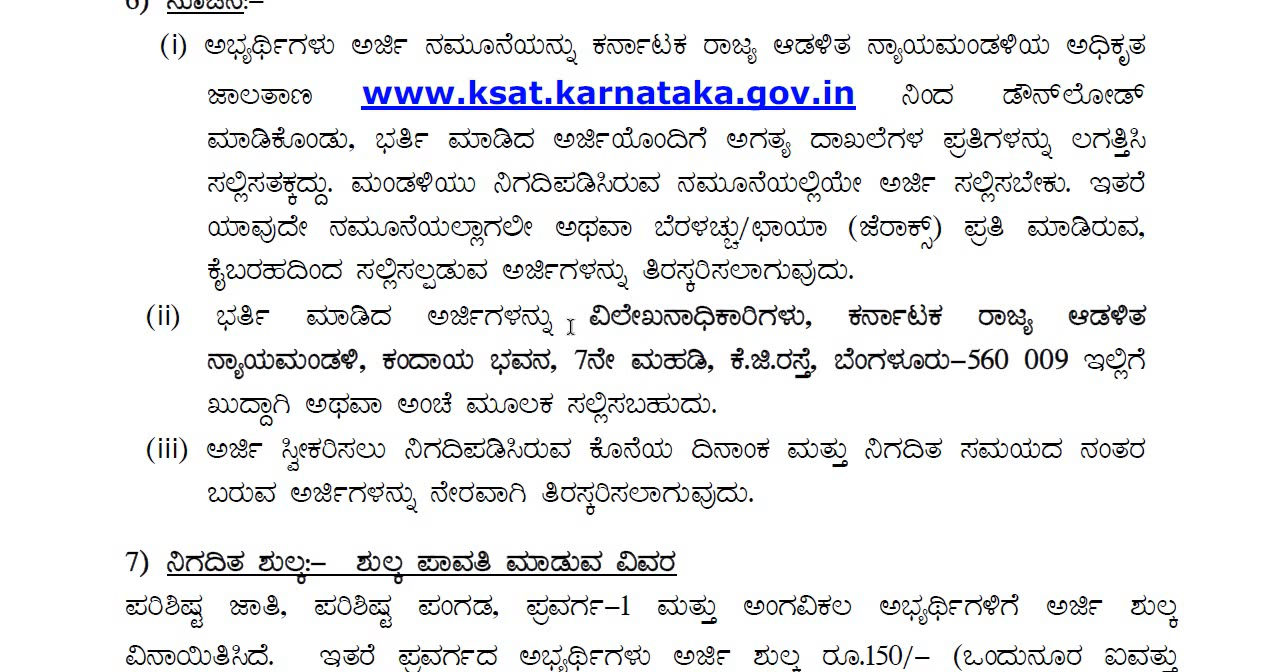 6) ಸೂಚನೆ:–
(i) ಅಭ್ಯರ್ಥಿಗಳು ಅರ್ಜಿ ನಮೂನೆಯನ್ನು ಕರ್ನಾಟಕ ರಾಜ್ಯ ಆಡಳಿತ ನ್ಯಾಯಮಂಡಳಿಯ ಅಧಿಕೃತ
ಜಾಲತಾಣ www.ksat.karnataka.gov.in ನಿಂದ ಡೌನ್‌ಲೋಡ್
ಮಾಡಿಕೊಂಡು, ಭರ್ತಿ ಮಾಡಿದ ಅರ್ಜಿಯೊಂದಿಗೆ ಅಗತ್ಯ ದಾಖಲೆಗಳ ಪ್ರತಿಗಳನ್ನು ಲಗತ್ತಿಸಿ
ಸಲ್ಲಿಸತಕ್ಕದ್ದು. ಮಂಡಳಿಯು ನಿಗದಿಪಡಿಸಿರುವ ನಮೂನೆಯಲ್ಲಿಯೇ ಅರ್ಜಿ ಸಲ್ಲಿಸಬೇಕು. ಇತರೆ
ಯಾವುದೇ ನಮೂನೆಯಲ್ಲಾಗಲೀ ಅಥವಾ ಬೆರಳಚ್ಚು/ಛಾಯಾ (ಜೆರಾಕ್ಸ್) ಪ್ರತಿ ಮಾಡಿರುವ,
ಕೈಬರಹದಿಂದ ಸಲ್ಲಿಸಲ್ಪಡುವ ಅರ್ಜಿಗಳನ್ನು ತಿರಸ್ಕರಿಸಲಾಗುವುದು.
(ii) ಭರ್ತಿ ಮಾಡಿದ ಅರ್ಜಿಗಳನ್ನು ವಿಲೇಖನಾಧಿಕಾರಿಗಳು, ಕರ್ನಾಟಕ ರಾಜ್ಯ ಆಡಳಿತ
ನ್ಯಾಯಮಂಡಳಿ, ಕಂದಾಯ ಭವನ, 7ನೇ ಮಹಡಿ, ಕೆ.ಜಿ.ರಸ್ತೆ, ಬೆಂಗಳೂರು–560 009 ಇಲ್ಲಿಗೆ
ಖುದ್ದಾಗಿ ಅಥವಾ ಅಂಚೆ ಮೂಲಕ ಸಲ್ಲಿಸಬಹುದು.
(iii) ಅರ್ಜಿ ಸ್ವೀಕರಿಸಲು ನಿಗದಿಪಡಿಸಿರುವ ಕೊನೆಯ ದಿನಾಂಕ ಮತ್ತು ನಿಗದಿತ ಸಮಯದ ನಂತರ
ಬರುವ ಅರ್ಜಿಗಳನ್ನು ನೇರವಾಗಿ ತಿರಸ್ಕರಿಸಲಾಗುವುದು.
7) ನಿಗದಿತ ಶುಲ್ಕ:– ಶುಲ್ಕ ಪಾವತಿ ಮಾಡುವ ವಿವರ
ಪರಿಶಿಷ್ಟ ಜಾತಿ, ಪರಿಶಿಷ್ಟ ಪಂಗಡ, ಪ್ರವರ್ಗ–1 ಮತ್ತು ಅಂಗವಿಕಲ ಅಭ್ಯರ್ಥಿಗಳಿಗೆ ಅರ್ಜಿ ಶುಲ್ಕ
ವಿನಾಯಿತಿಸಿದೆ. ಇತರೆ ಪ್ರವರ್ಗದ ಅಭ್ಯರ್ಥಿಗಳು ಅರ್ಜಿ ಶುಲ್ಕ ರೂ.150/– (ಒಂದುನೂರ ಐವತ್ತು